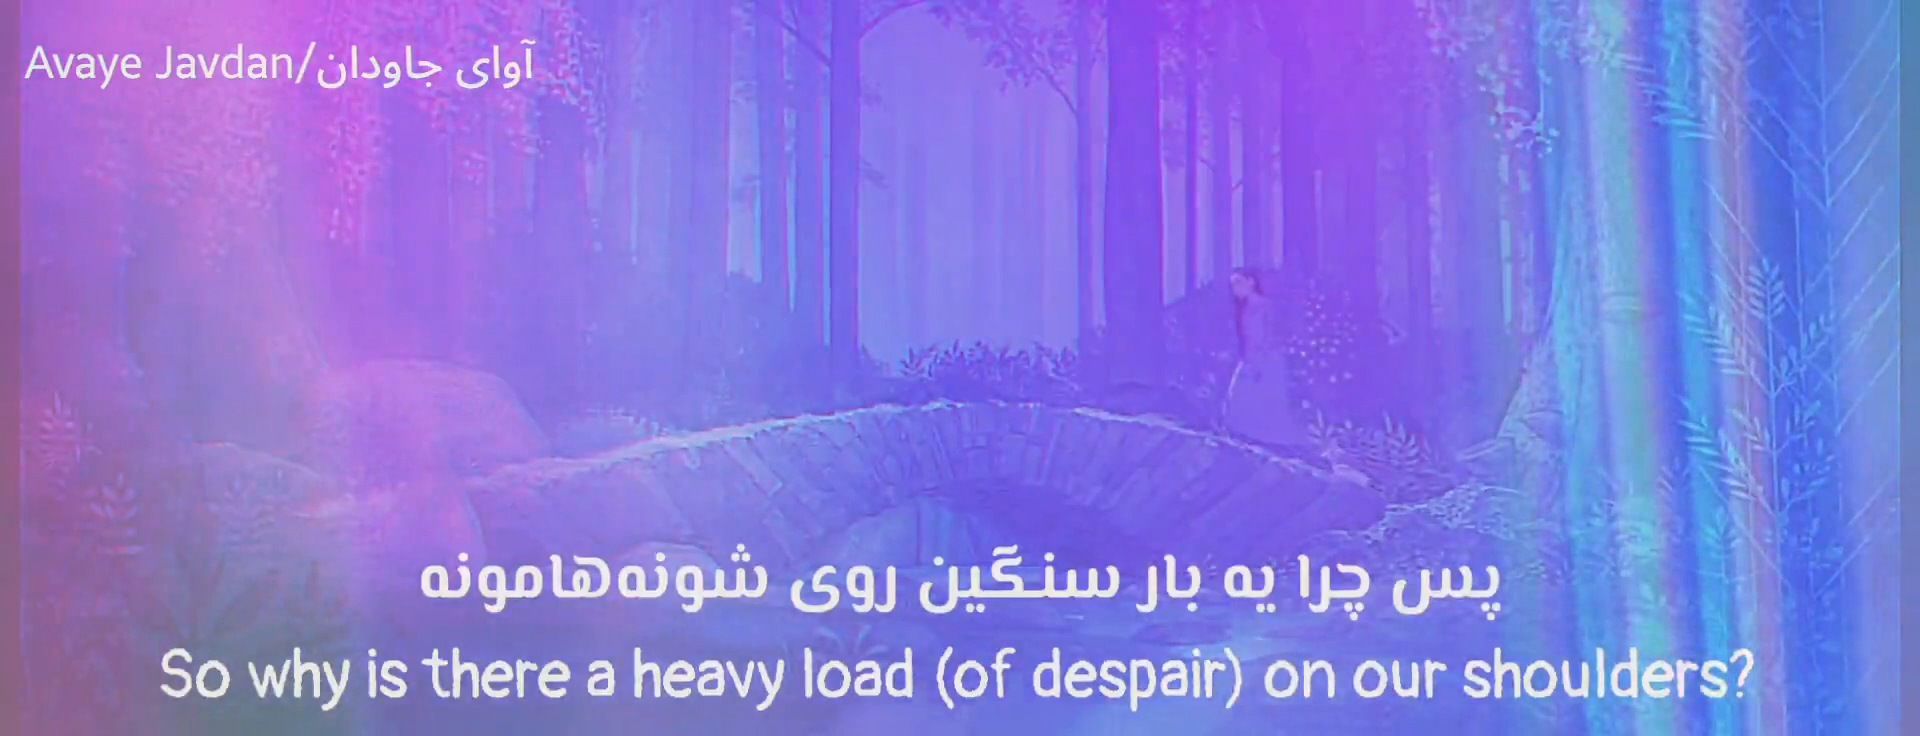 Avaye Javdan/آوای جاودان
پس چرا یه بار سنگین روی شونه‌هامونه
So why is there a heavy load (of despair) on our shoulders?